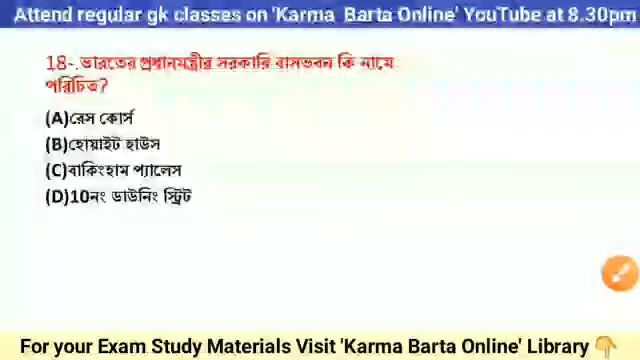 Attend regular gk classes on 'Karma Barta Online' YouTube at 8.30pm
18-.ভারতের প্রধানমন্ত্রীর সরকারি বাসভবন কি নামে
পরিচিত?
(A)রেস কোর্স
(B)হোয়াইট হাউস
(C)বাকিংহাম প্যালেস
(D)10নং ডাউনিং স্ট্রিট
For your Exam Study Materials Visit 'Karma Barta Online' Library 👇